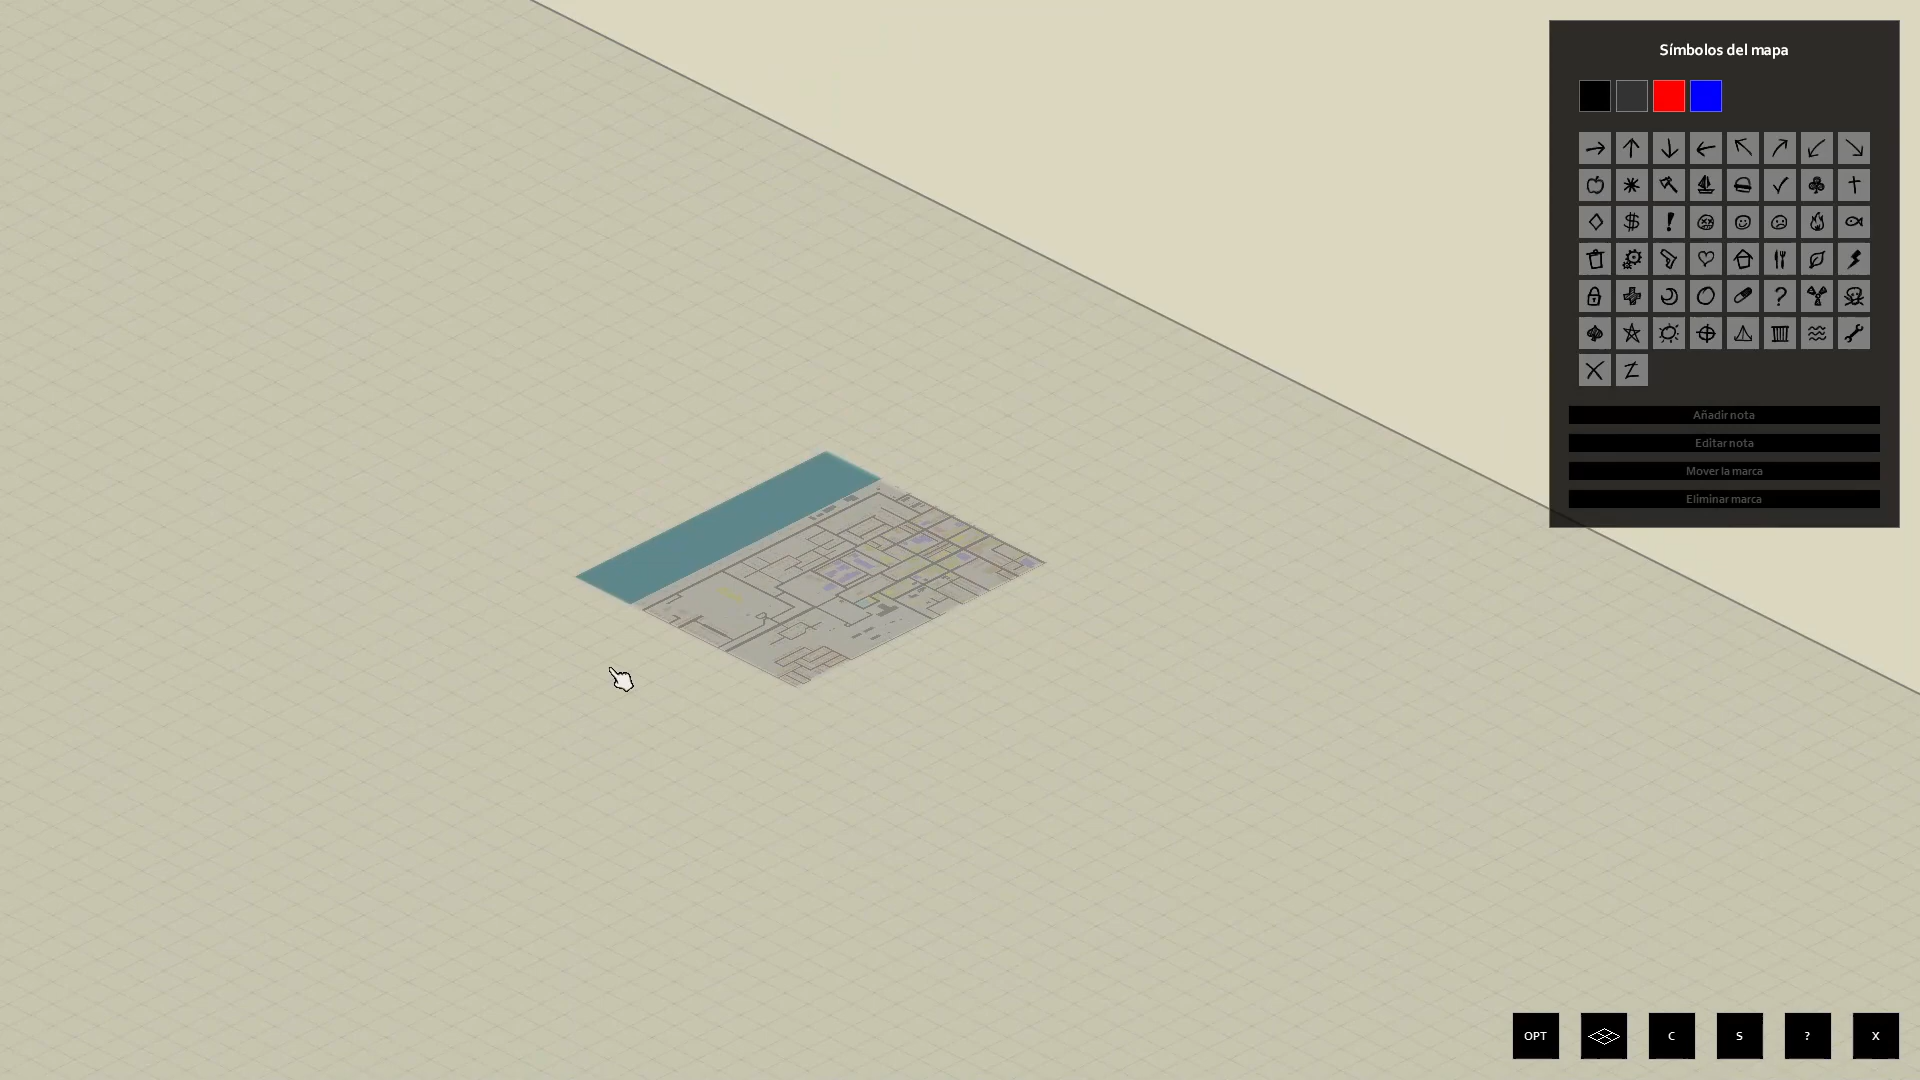 Símbolos del mapa
Añadir nota
Editar nota
Mover la marca
Eliminar marca
OPT
C
S
?
X